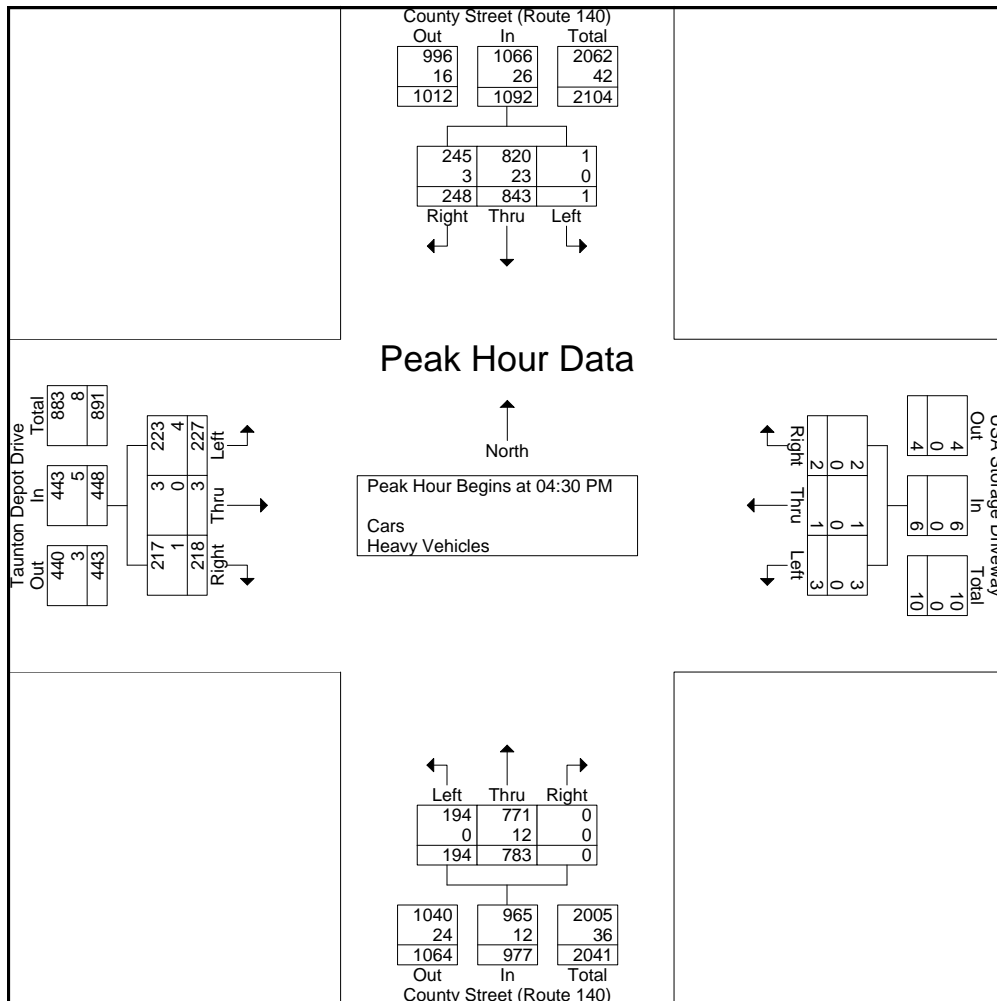 County Street (Route 140)
Out In Total
996 1066 2062
16 26 42
1012 1092 2104
245 820 1
3 23 0
248 843 1
Right Thru Left
Peak Hour Data
North
Peak Hour Begins at 04:30 PM
Cars
Heavy Vehicles
Taunton Depot Drive
Total In Out
883 443 440
8 5 3
891 448 443
223 3 217
4 0 1
227 3 218
Left Thru Right
USA Storage Driveway
Out In Total
4 6 10
0 0 0
4 6 10
2 1 3
0 0 0
2 1 3
Right Thru Left
Left Thru Right
194 771 0
0 12 0
194 783 0
1040 965 2005
24 12 36
1064 977 2041
Out In Total
County Street (Route 140)